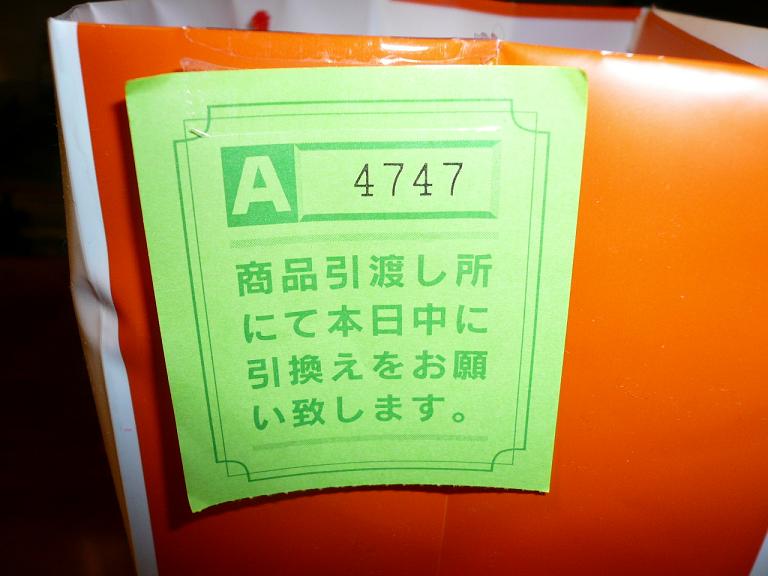 A 4747
商品引渡し所
にて本日中に
引換えをお願
い致します。